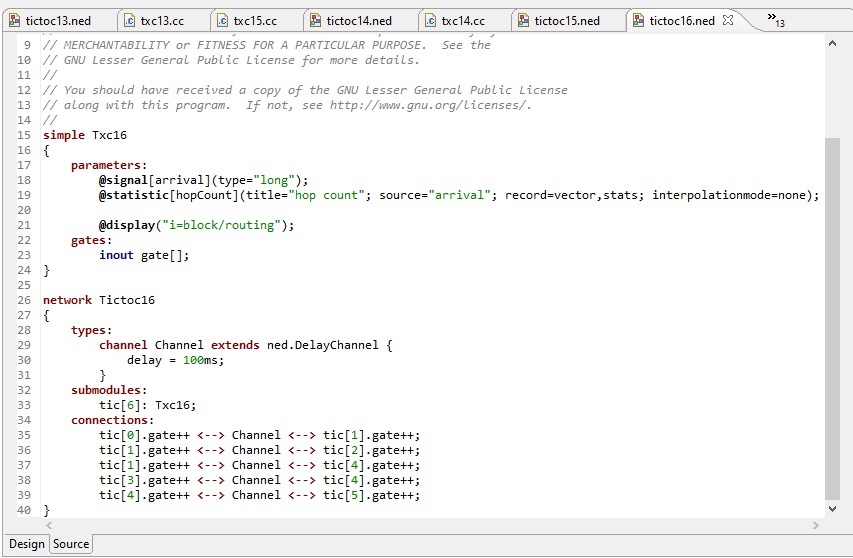 tictoc13.ned txc13.cc txc15.cc tictoc14.ned txc14.cc tictoc15.ned tictoc16.ned »13
9 // MERCHANTABILITY or FITNESS FOR A PARTICULAR PURPOSE.  See the
10 // GNU Lesser General Public License for more details.
11 //
12 // You should have received a copy of the GNU Lesser General Public License
13 // along with this program.  If not, see http://www.gnu.org/licenses/.
14 //
15 simple Txc16
16 {
17     parameters:
18         @signal[arrival](type="long");
19         @statistic[hopCount](title="hop count"; source="arrival"; record=vector,stats; interpolationmode=none);
20
21         @display("i=block/routing");
22     gates:
23         inout gate[];
24 }
25
26 network Tictoc16
27 {
28     types:
29         channel Channel extends ned.DelayChannel {
30             delay = 100ms;
31         }
32     submodules:
33         tic[6]: Txc16;
34     connections:
35         tic[0].gate++ <--> Channel <--> tic[1].gate++;
36         tic[1].gate++ <--> Channel <--> tic[2].gate++;
37         tic[1].gate++ <--> Channel <--> tic[4].gate++;
38         tic[3].gate++ <--> Channel <--> tic[4].gate++;
39         tic[4].gate++ <--> Channel <--> tic[5].gate++;
40 }
Design Source